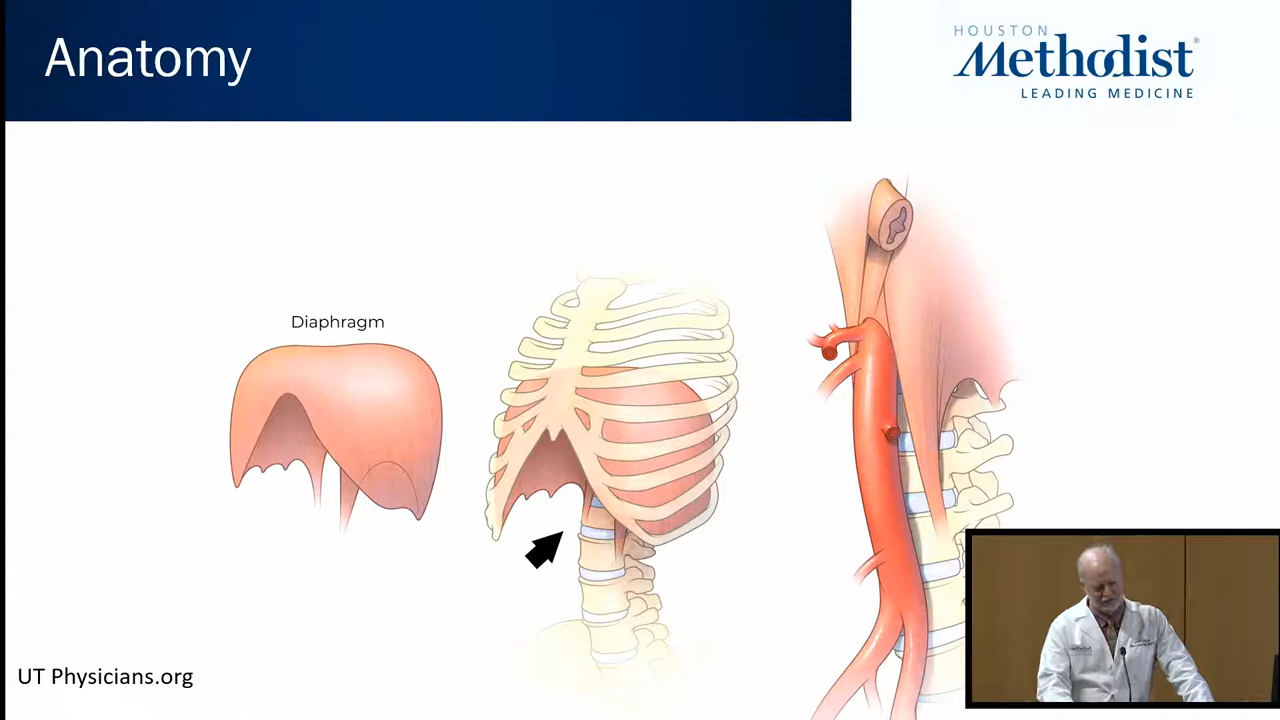 Anatomy
HOUSTON
Methodist®
LEADING MEDICINE
Diaphragm
UT Physicians.org